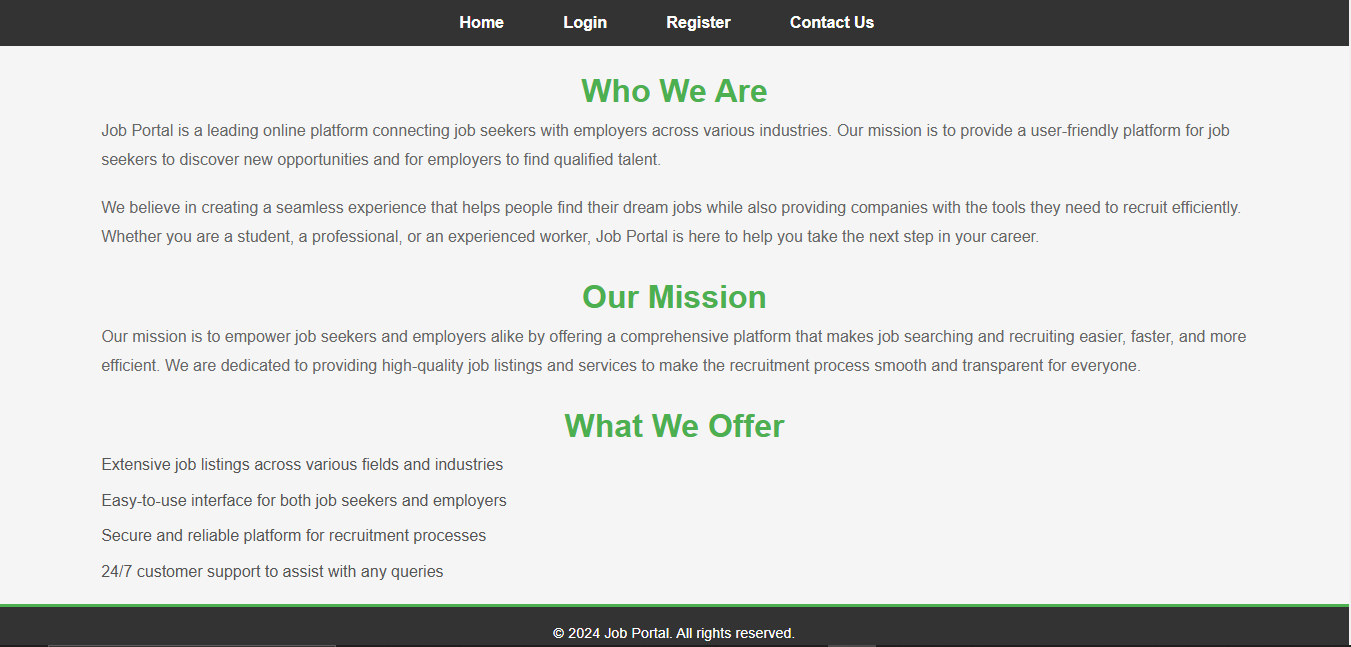 Home Login Register Contact Us
Who We Are
Job Portal is a leading online platform connecting job seekers with employers across various industries. Our mission is to provide a user-friendly platform for job
seekers to discover new opportunities and for employers to find qualified talent.
We believe in creating a seamless experience that helps people find their dream jobs while also providing companies with the tools they need to recruit efficiently.
Whether you are a student, a professional, or an experienced worker, Job Portal is here to help you take the next step in your career.
Our Mission
Our mission is to empower job seekers and employers alike by offering a comprehensive platform that makes job searching and recruiting easier, faster, and more
efficient. We are dedicated to providing high-quality job listings and services to make the recruitment process smooth and transparent for everyone.
What We Offer
Extensive job listings across various fields and industries
Easy-to-use interface for both job seekers and employers
Secure and reliable platform for recruitment processes
24/7 customer support to assist with any queries
© 2024 Job Portal. All rights reserved.